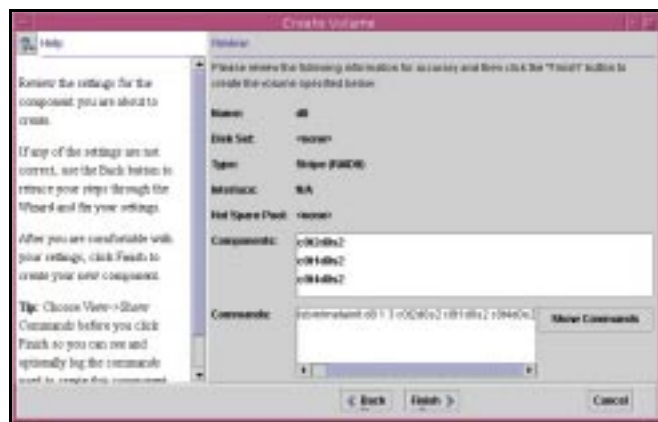 Create Volume
Help
Review
Review the settings for the
component you are about to
create.
If any of the settings are not
correct, use the Back button to
retrace your steps through the
Wizard and fix your settings.
After you are comfortable with
your settings, click Finish to
create your new component.
Tip: Choose View->Show
Commands before you click
Finish so you can see and
optionally log the commands
used to create this component
Please review the following information for accuracy and then click the "Finish" button to
create the volume specified below.
Name: d0
Disk Set: <none>
Type: Stripe (RAID0)
Interlace: N/A
Hot Spare Pool: <none>
Components:
Commands:
Show Commands
< Back
Finish >
Cancel